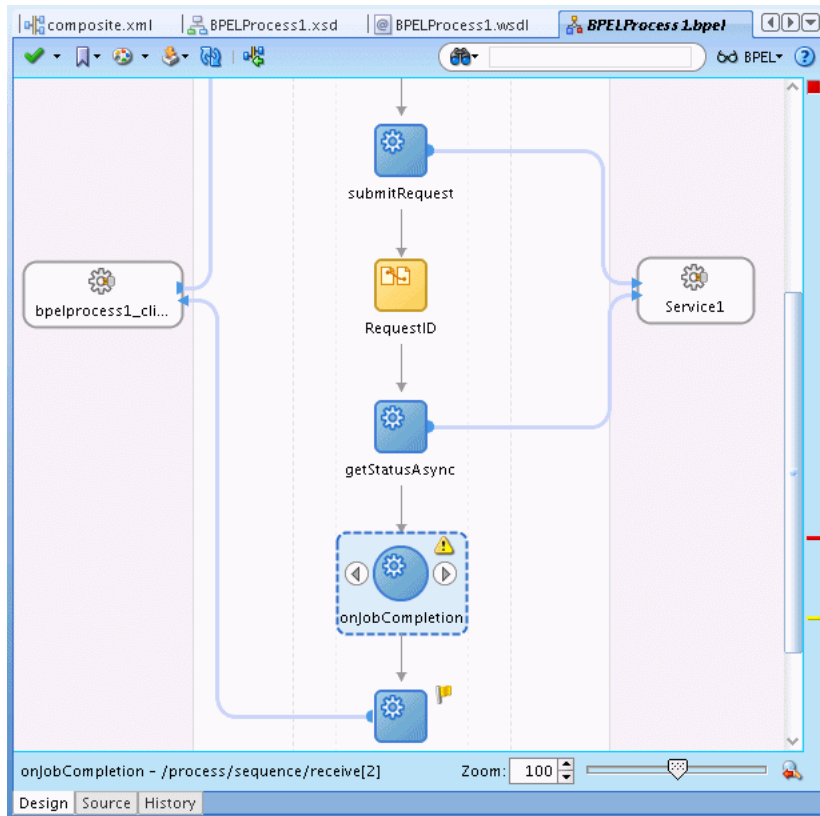 composite.xml
BPELProcess1.xsd
BPELProcess1.wsdl
BPELProcess1.bpel
BPEL
submitRequest
bpelprocess1_cli...
Service1
RequestID
getStatusAsync
onJobCompletion
onJobCompletion - /process/sequence/receive[2]
Zoom: 100
Design Source History